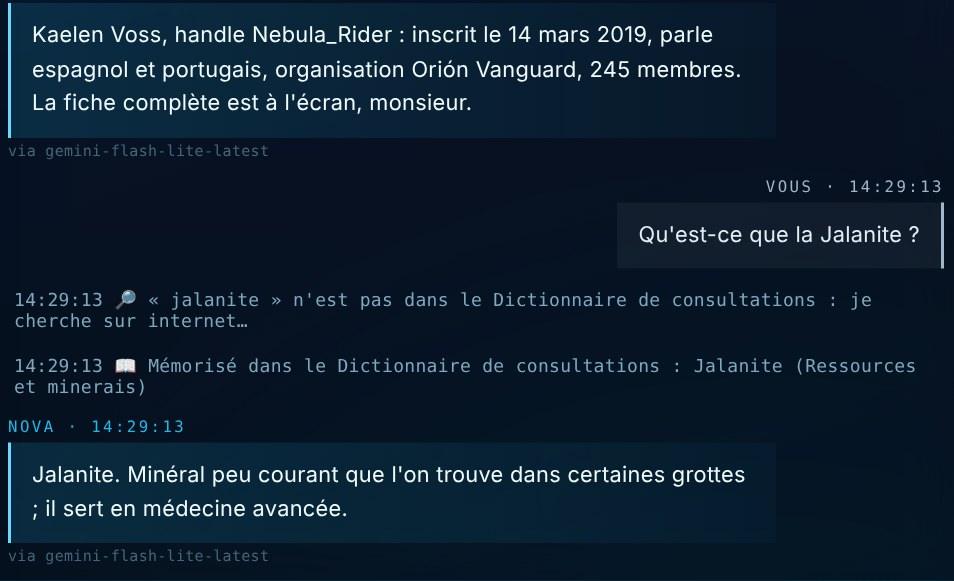 Kaelen Voss, handle Nebula_Rider : inscrit le 14 mars 2019, parle
espagnol et portugais, organisation Orión Vanguard, 245 membres.
La fiche complète est à l'écran, monsieur.
via gemini-flash-lite-latest
VOUS · 14:29:13
Qu'est-ce que la Jalanite ?
14:29:13 🔎 « jalanite » n'est pas dans le Dictionnaire de consultations : je
cherche sur internet…
14:29:13 📖 Mémorisé dans le Dictionnaire de consultations : Jalanite (Ressources
et minerais)
NOVA · 14:29:13
Jalanite. Minéral peu courant que l'on trouve dans certaines grottes
; il sert en médecine avancée.
via gemini-flash-lite-latest